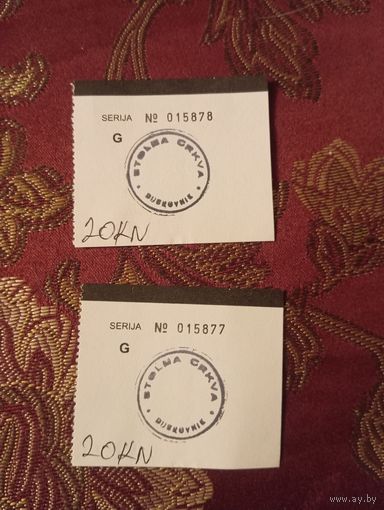 SERIJA № 015878
G
STOLNA CRKVA
DUBROVNIK
20KN
SERIJA № 015877
G
STOLNA CRKVA
DUBROVNIK
20KN
www.ay.by